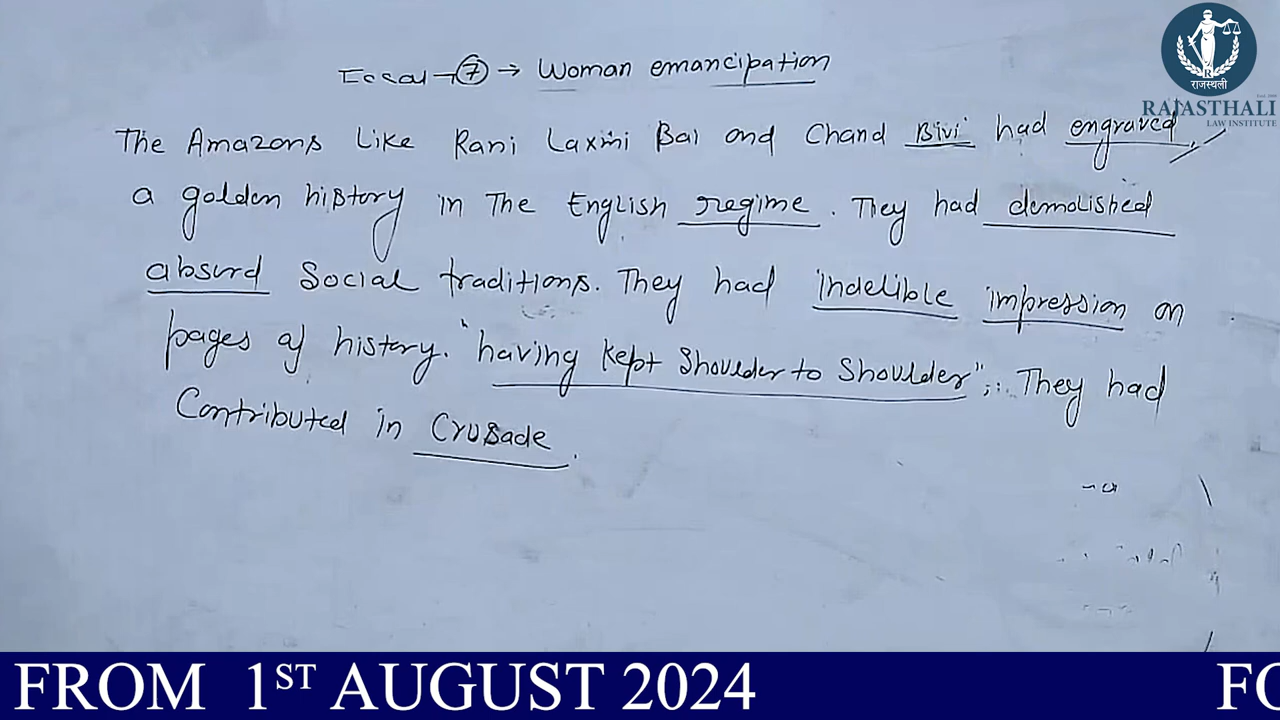 Essay → 7 → Woman emancipation
The Amazons Like Rani Laxmi Bai and Chand Bivi had engraved
a golden history in The English regime. They had demolished
absurd Social traditions. They had indelible impression on
pages of history. "having kept Shoulder to Shoulder", They had
Contributed in Crusade.
राजस्थली
RAJASTHALI
LAW INSTITUTE
FROM 1ST AUGUST 2024 FO